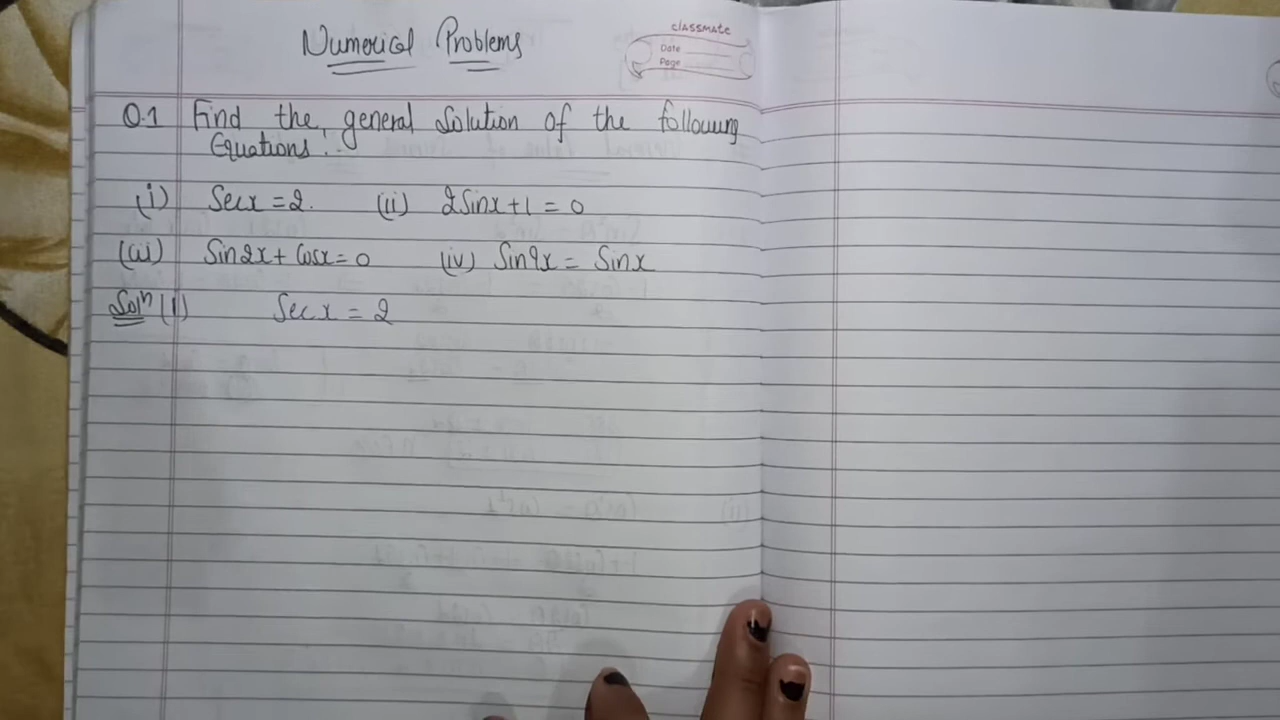 Numerical Problems
classmate
Date
Page
Q.1 Find the general Solution of the following
Equations:-
(i) Sec x = 2. (ii) 2Sinx+1 = 0
(iii) Sin2x + Cosx = 0 (iv) Sin9x = Sinx
Solⁿ (i) Sec x = 2